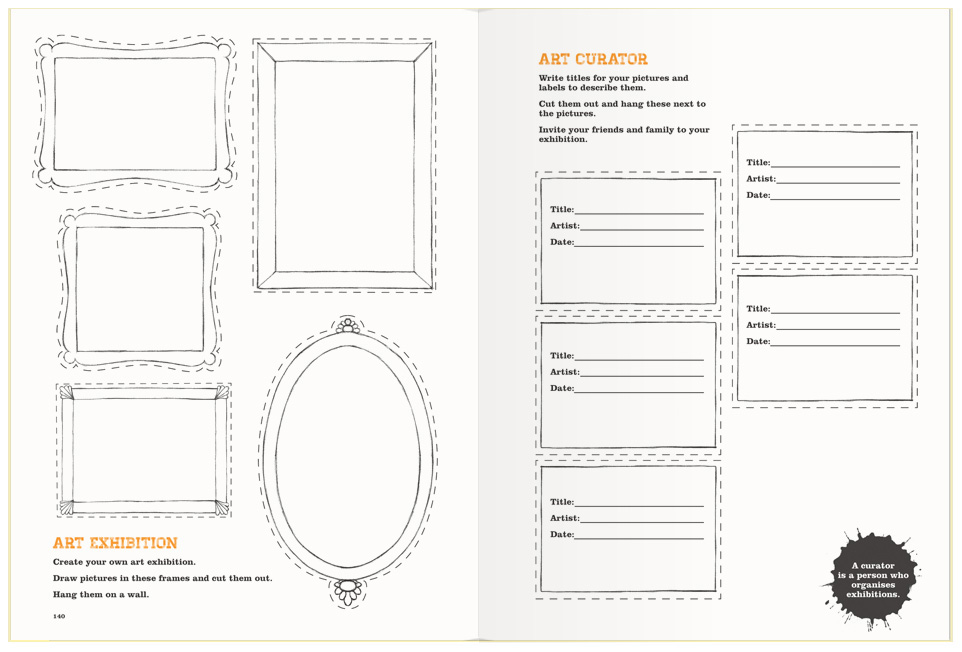 ART EXHIBITION
Create your own art exhibition.
Draw pictures in these frames and cut them out.
Hang them on a wall.
140
ART CURATOR
Write titles for your pictures and
labels to describe them.
Cut them out and hang these next to
the pictures.
Invite your friends and family to your
exhibition.
Title:
Artist:
Date:
Title:
Artist:
Date:
Title:
Artist:
Date:
Title:
Artist:
Date:
Title:
Artist:
Date:
A curator
is a person who
organises
exhibitions.